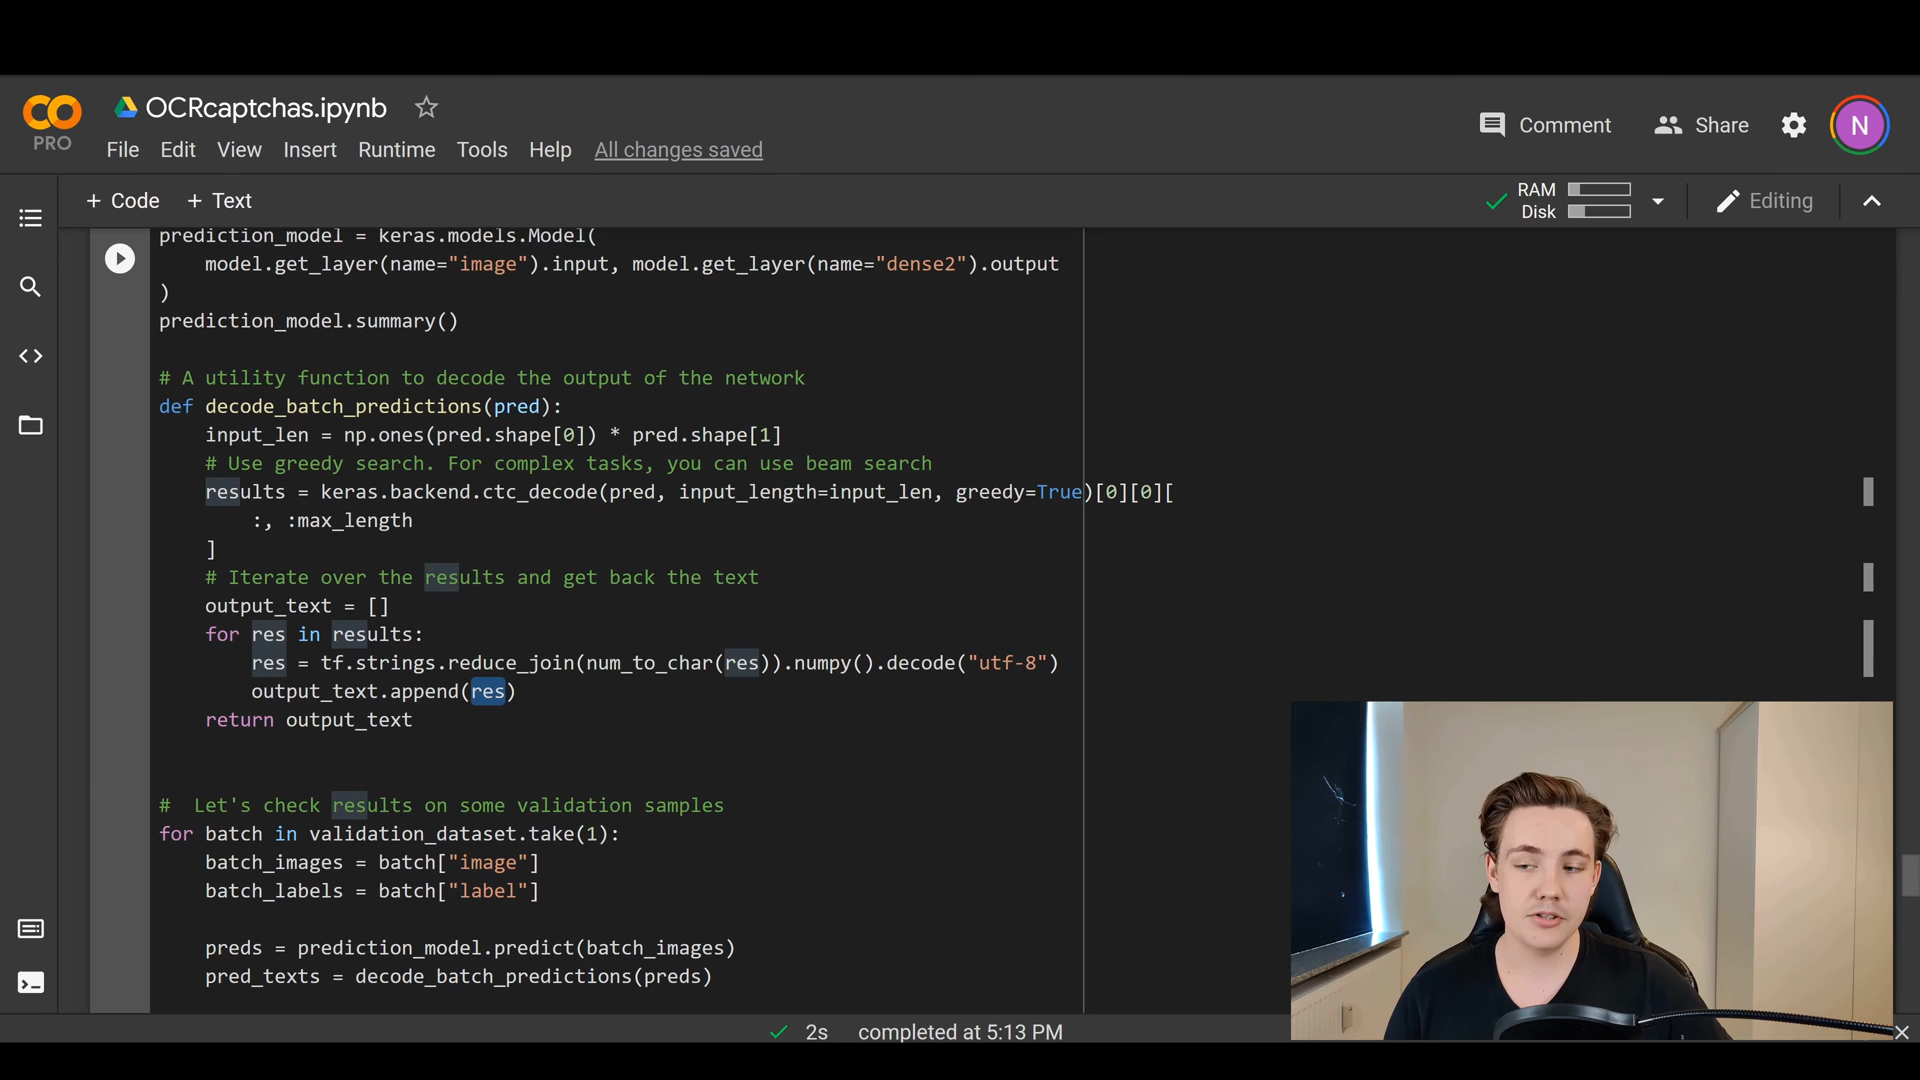 OCRcaptchas.ipynb
PRO
File Edit View Insert Runtime Tools Help All changes saved
Comment Share N
+ Code + Text
RAM
Disk
Editing
prediction_model = keras.models.Model(
    model.get_layer(name="image").input, model.get_layer(name="dense2").output
)
prediction_model.summary()
# A utility function to decode the output of the network
def decode_batch_predictions(pred):
    input_len = np.ones(pred.shape[0]) * pred.shape[1]
    # Use greedy search. For complex tasks, you can use beam search
    results = keras.backend.ctc_decode(pred, input_length=input_len, greedy=True)[0][0][
        :, :max_length
    ]
    # Iterate over the results and get back the text
    output_text = []
    for res in results:
        res = tf.strings.reduce_join(num_to_char(res)).numpy().decode("utf-8")
        output_text.append(res)
    return output_text
#  Let's check results on some validation samples
for batch in validation_dataset.take(1):
    batch_images = batch["image"]
    batch_labels = batch["label"]
    preds = prediction_model.predict(batch_images)
    pred_texts = decode_batch_predictions(preds)
2s completed at 5:13 PM